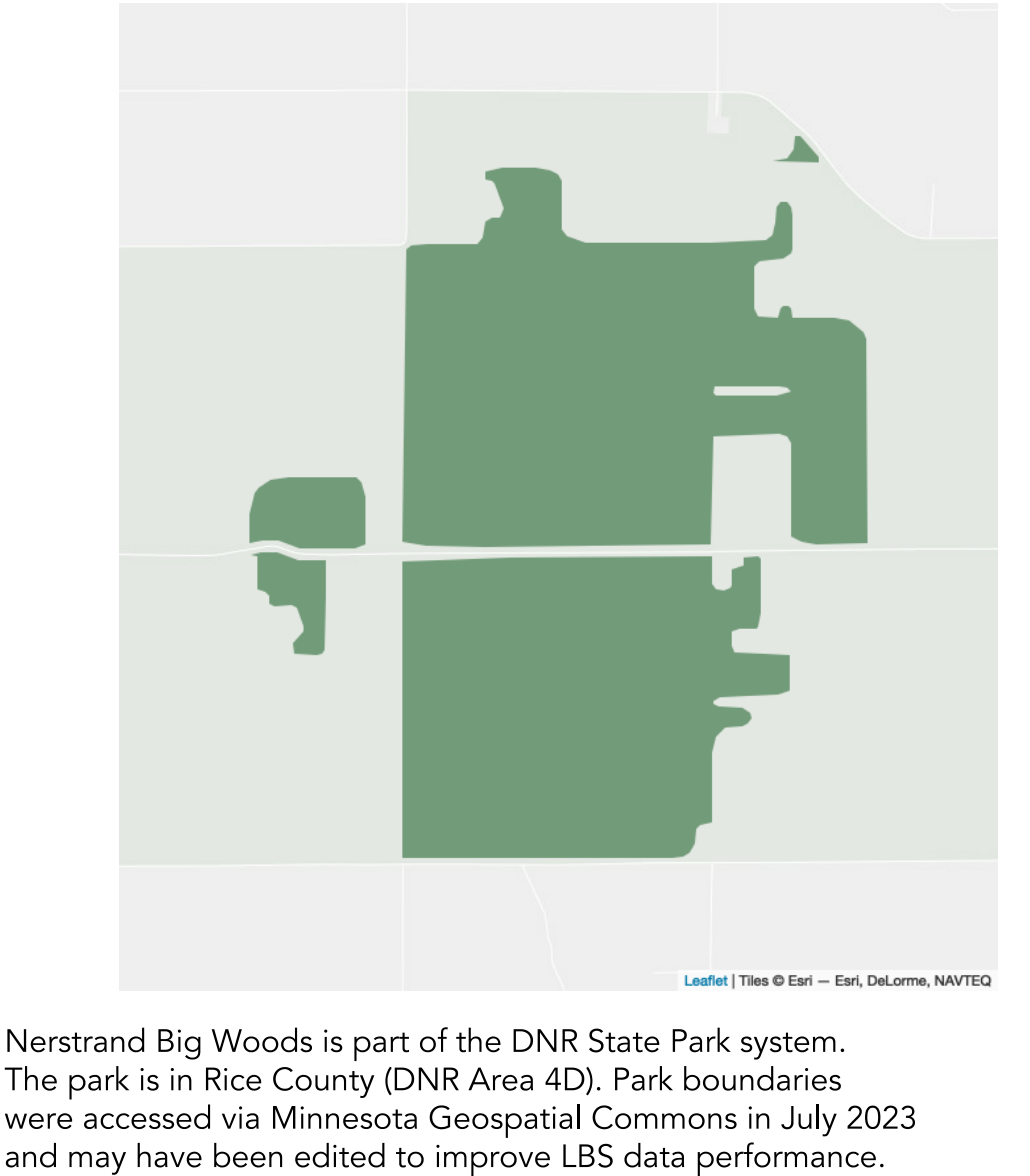 Leaflet | Tiles © Esri — Esri, DeLorme, NAVTEQ
Nerstrand Big Woods is part of the DNR State Park system.
The park is in Rice County (DNR Area 4D). Park boundaries
were accessed via Minnesota Geospatial Commons in July 2023
and may have been edited to improve LBS data performance.